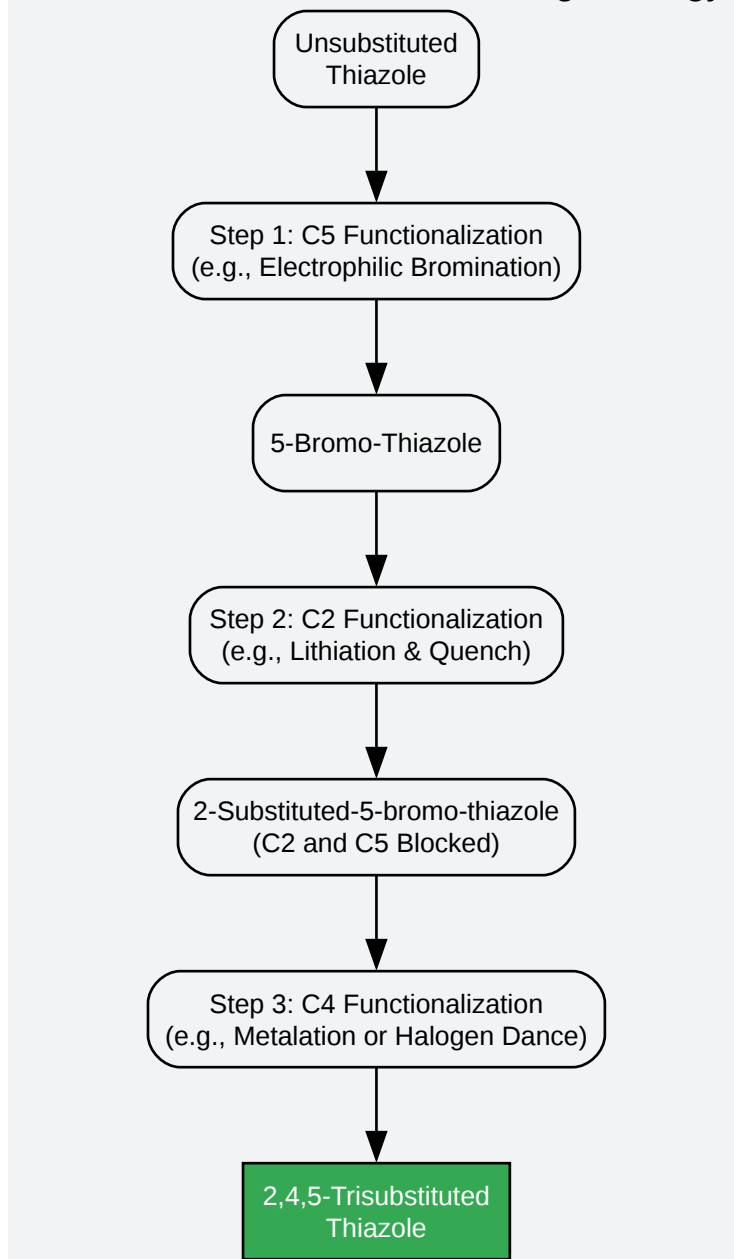 Unsubstituted
Thiazole
Step 1: C5 Functionalization
(e.g., Electrophilic Bromination)
5-Bromo-Thiazole
Step 2: C2 Functionalization
(e.g., Lithiation & Quench)
2-Substituted-5-bromo-thiazole
(C2 and C5 Blocked)
Step 3: C4 Functionalization
(e.g., Metalation or Halogen Dance)
2,4,5-Trisubstituted
Thiazole